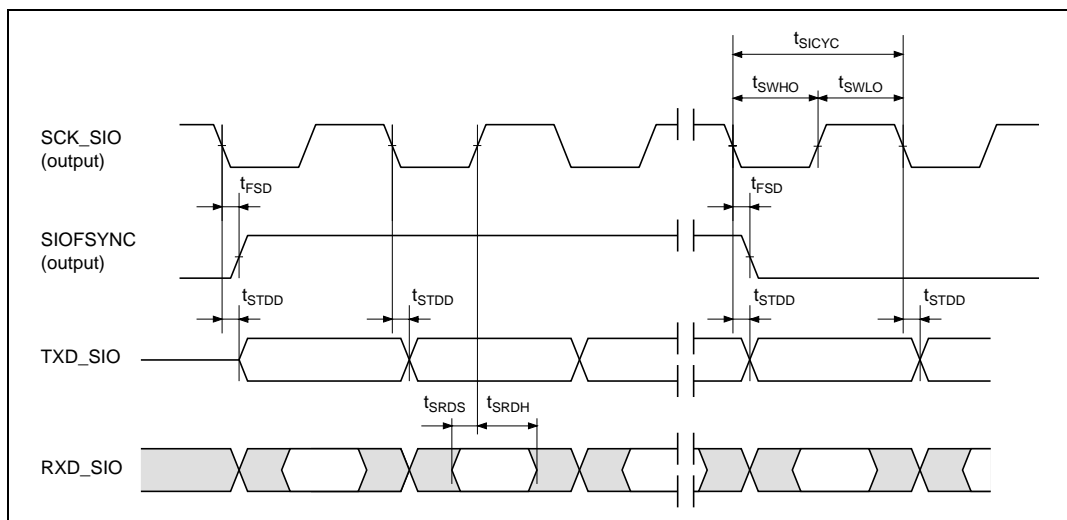 tSICYC
tSWHO tSWLO
SCK_SIO
(output)
tFSD tFSD
SIOFSYNC
(output)
tSTDD tSTDD tSTDD tSTDD
TXD_SIO
tSRDS tSRDH
RXD_SIO